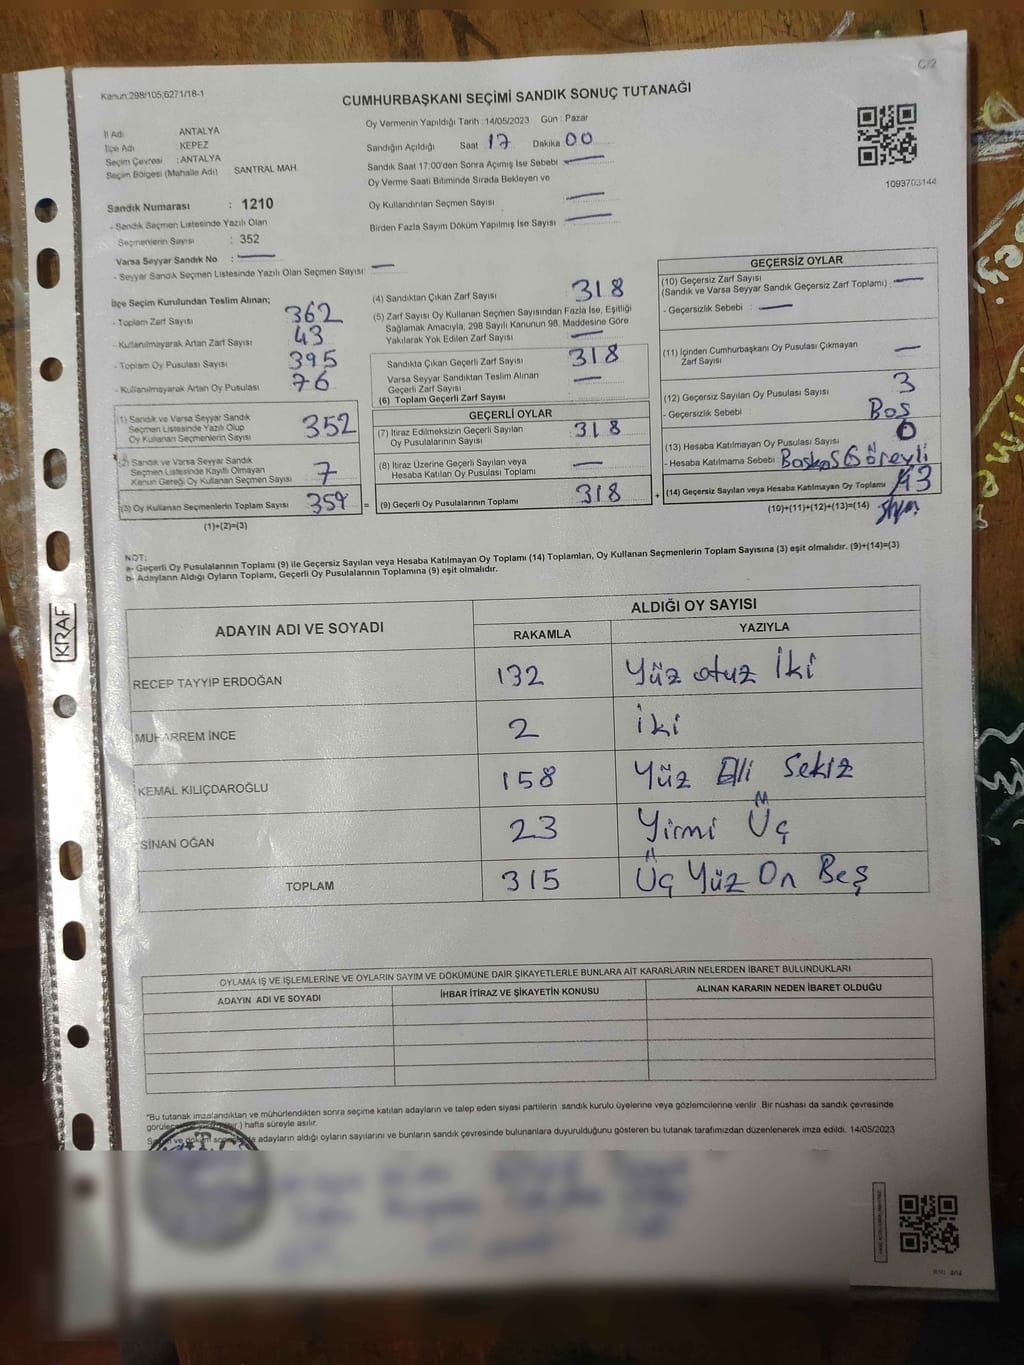 C/2
Kanun:298/105,6271/18-1
CUMHURBAŞKANI SEÇİMİ SANDIK SONUÇ TUTANAĞI
İl Adı : ANTALYA
İlçe Adı : KEPEZ
Seçim Çevresi : ANTALYA
Seçim Bölgesi (Mahalle Adı) SANTRAL MAH.
Sandık Numarası : 1210
- Sandık Seçmen Listesinde Yazılı Olan
Seçmenlerin Sayısı : 352
Varsa Seyyar Sandık No :
- Seyyar Sandık Seçmen Listesinde Yazılı Olan Seçmen Sayısı:
Oy Vermenin Yapıldığı Tarih : 14/05/2023 Gün : Pazar
Sandığın Açıldığı Saat 17 Dakika 00
Sandık Saat 17:00'den Sonra Açımış İse Sebebi
Oy Verme Saati Bitiminde Sırada Bekleyen ve
Oy Kullandırılan Seçmen Sayısı
Birden Fazla Sayım Döküm Yapılmış İse Sayısı
1093703144
İlçe Seçim Kurulundan Teslim Alınan;
- Toplam Zarf Sayısı 362
- Kullanılmayarak Artan Zarf Sayısı 43
- Toplam Oy Pusulası Sayısı 395
- Kullanılmayarak Artan Oy Pusulası 76
(1) Sandık ve Varsa Seyyar Sandık
Seçmen Listesinde Yazılı Olup
Oy Kullanan Seçmenlerin Sayısı 352
(2) Sandık ve Varsa Seyyar Sandık
Seçmen Listesinde Kayıtlı Olmayan
Kanun Gereği Oy Kullanan Seçmen Sayısı 7
(3) Oy Kullanan Seçmenlerin Toplam Sayısı 359 =
(1)+(2)=(3)
(4) Sandıktan Çıkan Zarf Sayısı 318
(5) Zarf Sayısı Oy Kullanan Seçmen Sayısından Fazla İse, Eşitliği
Sağlamak Amacıyla; 298 Sayılı Kanunun 98. Maddesine Göre
Yakılarak Yok Edilen Zarf Sayısı
Sandıkta Çıkan Geçerli Zarf Sayısı 318
Varsa Seyyar Sandıktan Teslim Alınan
Geçerli Zarf Sayısı
(6) Toplam Geçerli Zarf Sayısı
GEÇERLİ OYLAR
(7) İtiraz Edilmeksizin Geçerli Sayılan
Oy Pusulalarının Sayısı 318
(8) İtiraz Üzerine Geçerli Sayılan veya
Hesaba Katılan Oy Pusulası Toplamı
(9) Geçerli Oy Pusulalarının Toplamı 318 +
GEÇERSİZ OYLAR
(10) Geçersiz Zarf Sayısı
(Sandık ve Varsa Seyyar Sandık Geçersiz Zarf Toplamı) :
- Geçersizlik Sebebi :
(11) İçinden Cumhurbaşkanı Oy Pusulası Çıkmayan
Zarf Sayısı
(12) Geçersiz Sayılan Oy Pusulası Sayısı 3
- Geçersizlik Sebebi : Boş
(13) Hesaba Katılmayan Oy Pusulası Sayısı 0
- Hesaba Katılmama Sebebi :
(14) Geçersiz Sayılan veya Hesaba Katılmayan Oy Toplamı
(10)+(11)+(12)+(13)=(14)
NOT:
a- Geçerli Oy Pusulalarının Toplamı (9) ile Geçersiz Sayılan veya Hesaba Katılmayan Oy Toplamı (14) Toplamları, Oy Kullanan Seçmenlerin Toplam Sayısına (3) eşit olmalıdır. (9)+(14)=(3)
b- Adayların Aldığı Oyların Toplamı, Geçerli Oy Pusulalarının Toplamına (9) eşit olmalıdır.
ADAYIN ADI VE SOYADI
ALDIĞI OY SAYISI
RAKAMLA YAZIYLA
RECEP TAYYİP ERDOĞAN 132 Yüz otuz İki
MUHARREM İNCE 2 İki
KEMAL KILIÇDAROĞLU 158 Yüz Elli Sekiz
SİNAN OĞAN 23 Yirmi Üç
TOPLAM 315 Üç Yüz On Beş
OYLAMA İŞ VE İŞLEMLERİNE VE OYLARIN SAYIM VE DÖKÜMÜNE DAİR ŞİKAYETLERLE BUNLARA AİT KARARLARIN NELERDEN İBARET BULUNDUKLARI
ADAYIN ADI VE SOYADI İHBAR İTİRAZ VE ŞİKAYETİN KONUSU ALINAN KARARIN NEDEN İBARET OLDUĞU
*Bu tutanak imzalandıktan ve mühürlendikten sonra seçime katılan adayların ve talep eden siyasi partilerin sandık kurulu üyelerine veya gözlemcilerine verilir. Bir nüshası da sandık çevresinde
) hafta süreyle asılır.
adayların aldığı oyların sayılarını ve bunların sandık çevresinde bulunanlara duyurulduğunu gösteren bu tutanak tarafımızdan düzenlenerek imza edildi. 14/05/2023
KRAF